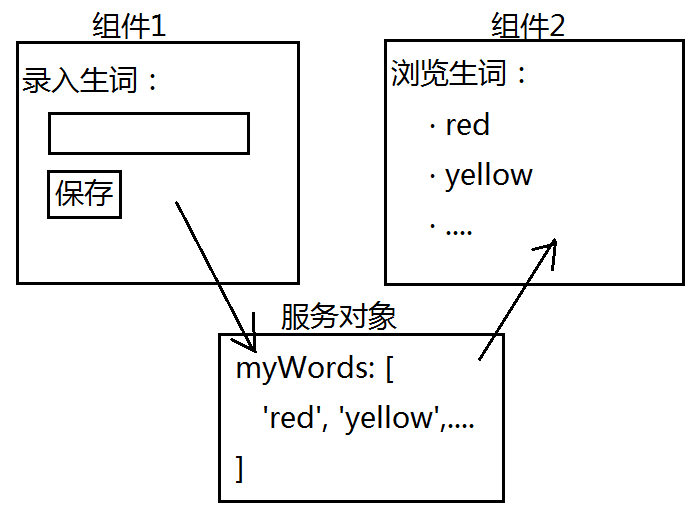 组件1
录入生词：
保存
组件2
浏览生词：
· red
· yellow
· ....
服务对象
myWords: [
'red', 'yellow',....
]